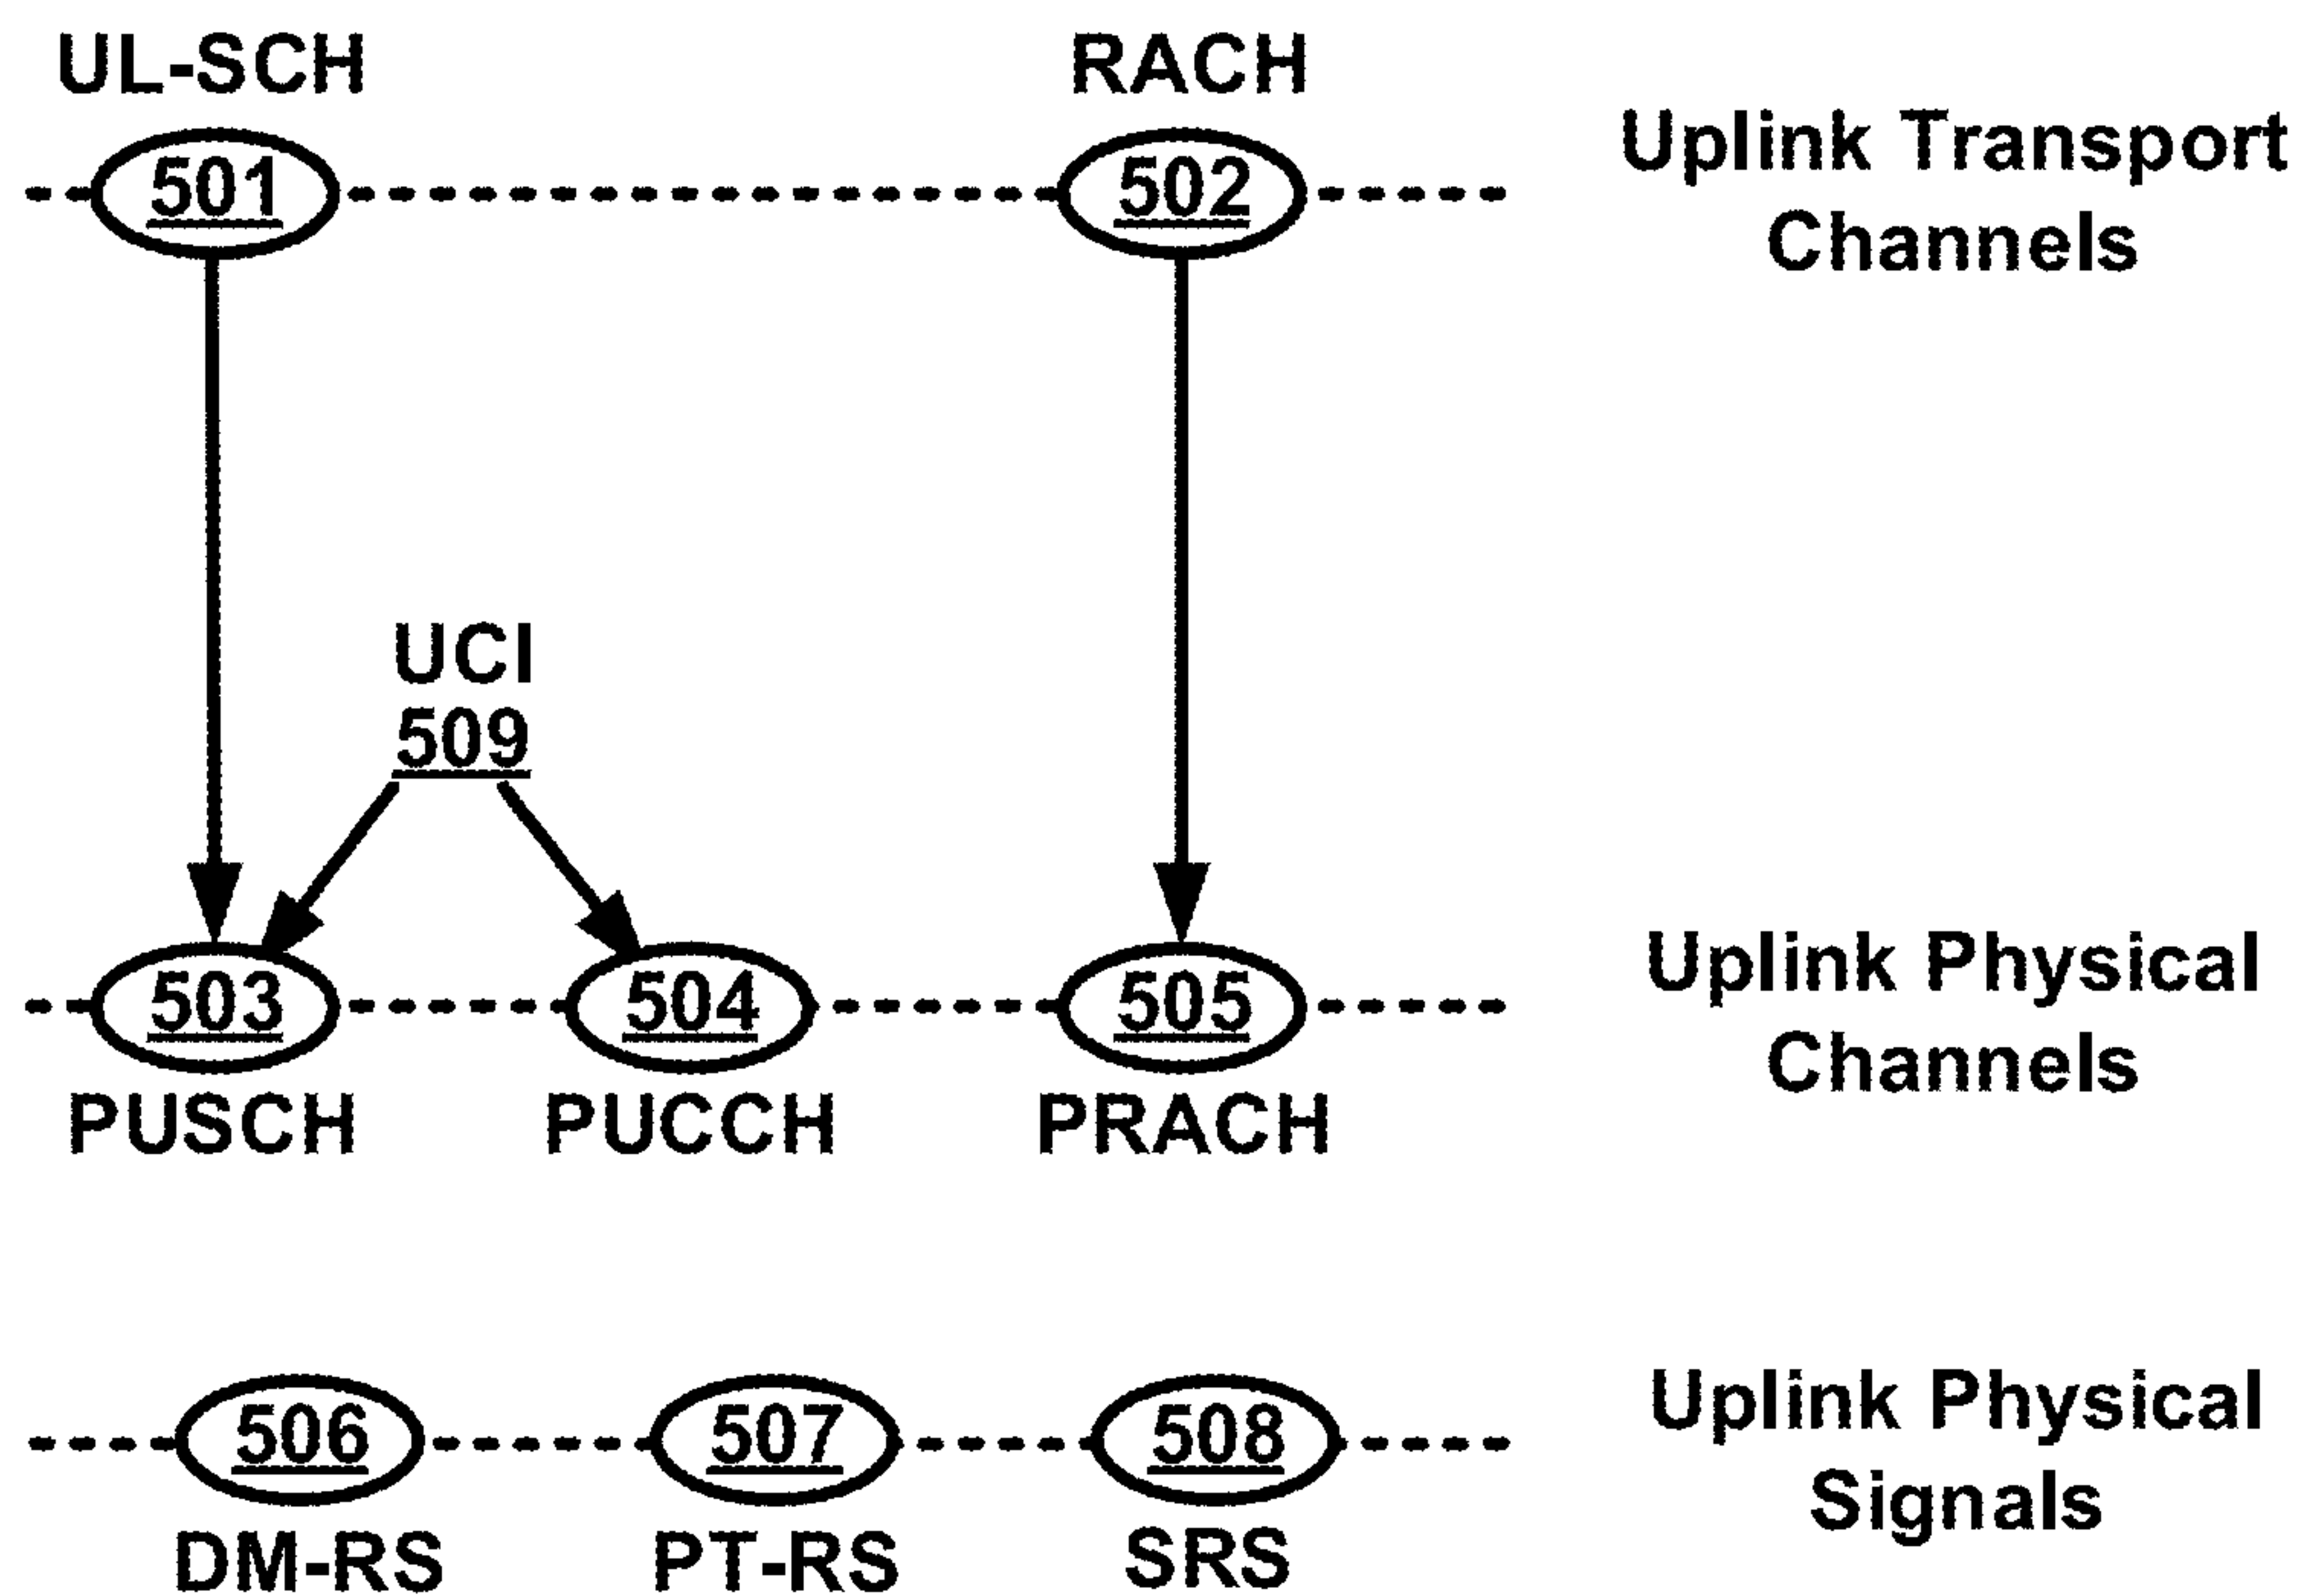 UL-SCH
RACH
501
502
Uplink Transport
Channels
UCI
509
503
504
505
Uplink Physical
Channels
PUSCH
PUCCH
PRACH
506
507
508
Uplink Physical
Signals
DM-RS
PT-RS
SRS